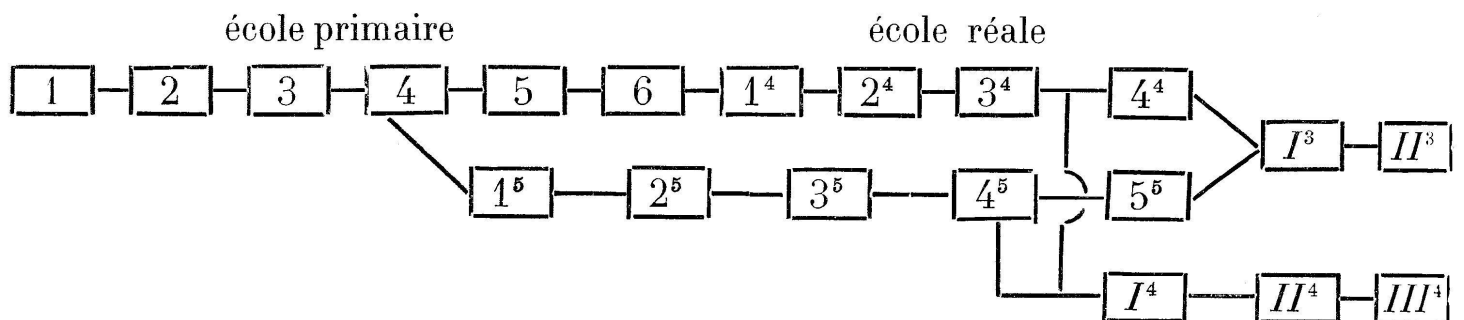 école primaire école réale
1 2 3 4 5 6 1⁴ 2⁴ 3⁴ 4⁴
I³ II³
1⁵ 2⁵ 3⁵ 4⁵ 5⁵
I⁴ II⁴ III⁴